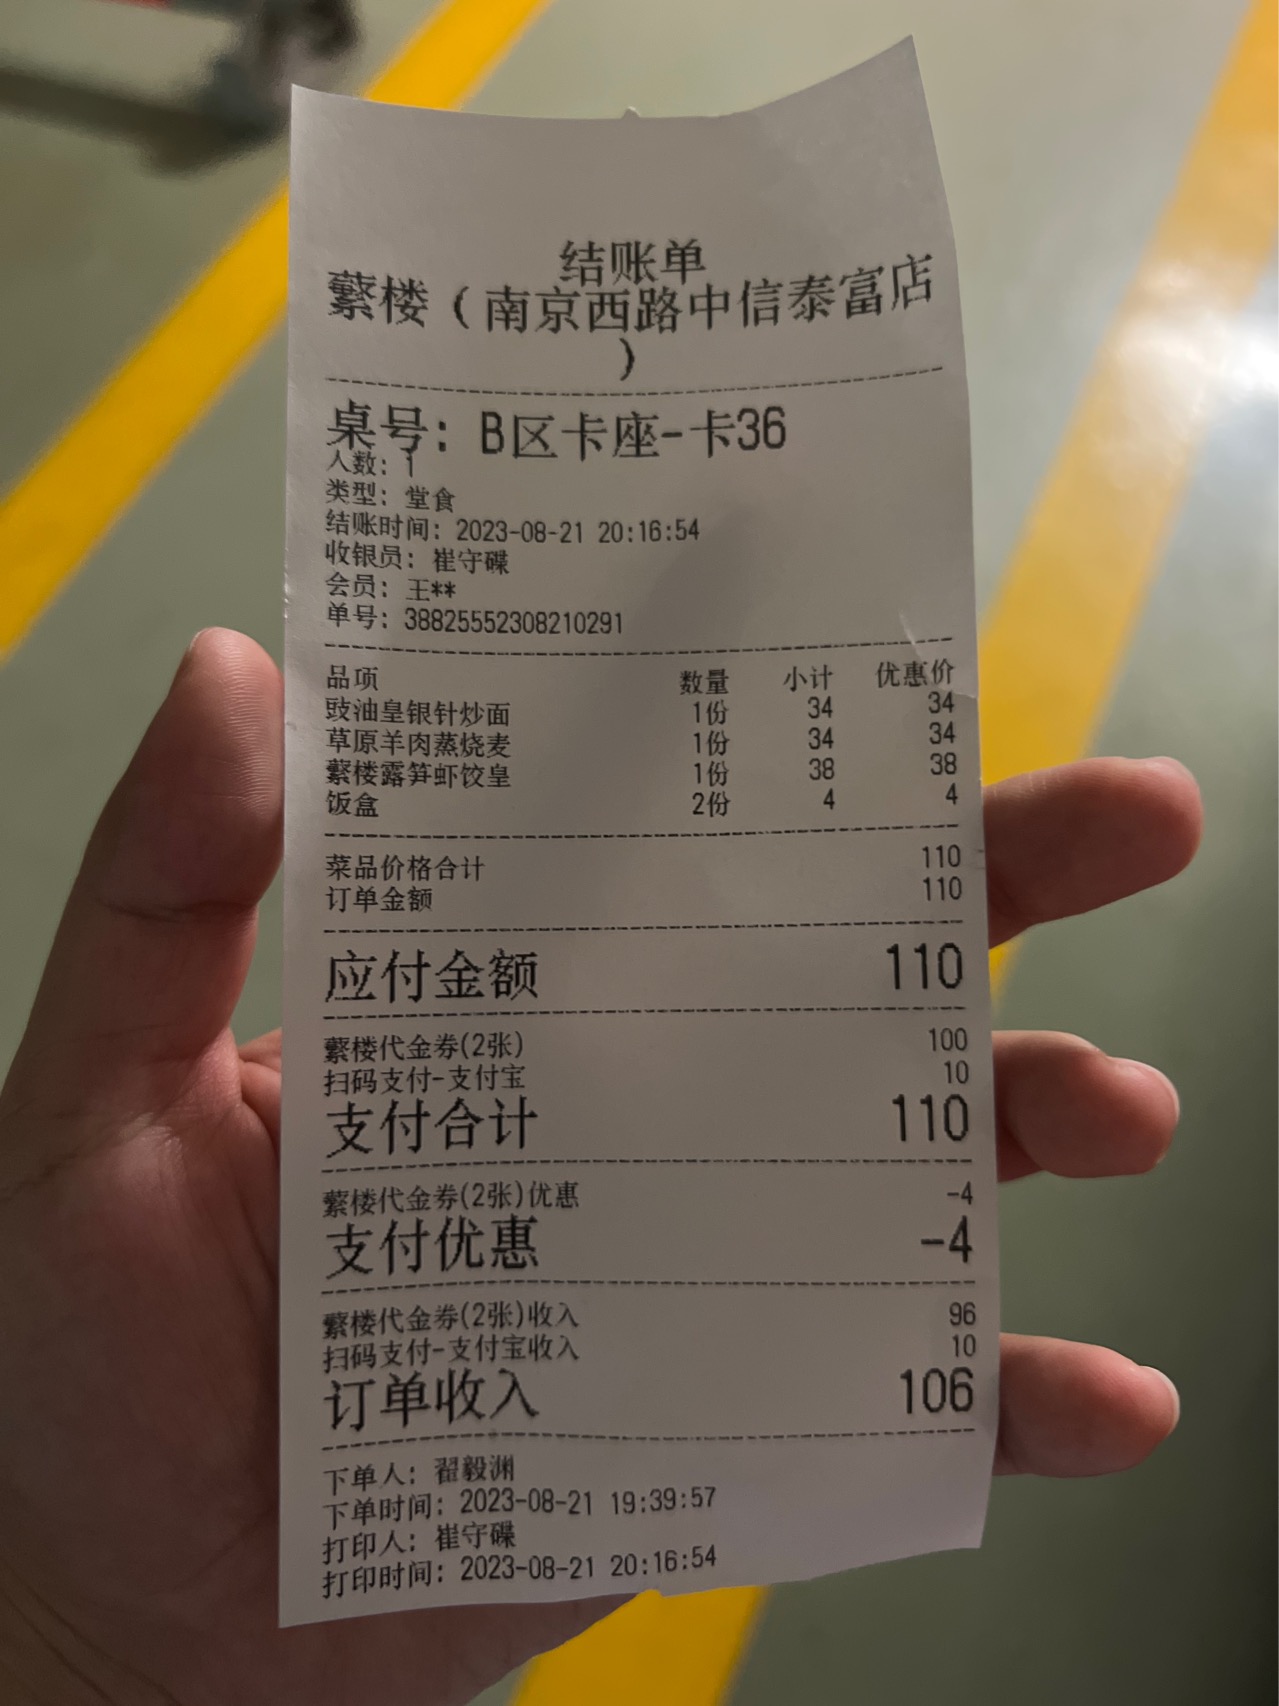 结账单
蘩楼（南京西路中信泰富店
）
桌号：B区卡座-卡36
人数：1
类型：堂食
结账时间：2023-08-21 20:16:54
收银员：崔守碟
会员：王**
单号：38825552308210291
品项 数量 小计 优惠价
豉油皇银针炒面 1份 34 34
草原羊肉蒸烧麦 1份 34 34
蘩楼露笋虾饺皇 1份 38 38
饭盒 2份 4 4
菜品价格合计 110
订单金额 110
应付金额 110
蘩楼代金券(2张) 100
扫码支付-支付宝 10
支付合计 110
蘩楼代金券(2张)优惠 -4
支付优惠 -4
蘩楼代金券(2张)收入 96
扫码支付-支付宝收入 10
订单收入 106
下单人：翟毅渊
下单时间：2023-08-21 19:39:57
打印人：崔守碟
打印时间：2023-08-21 20:16:54